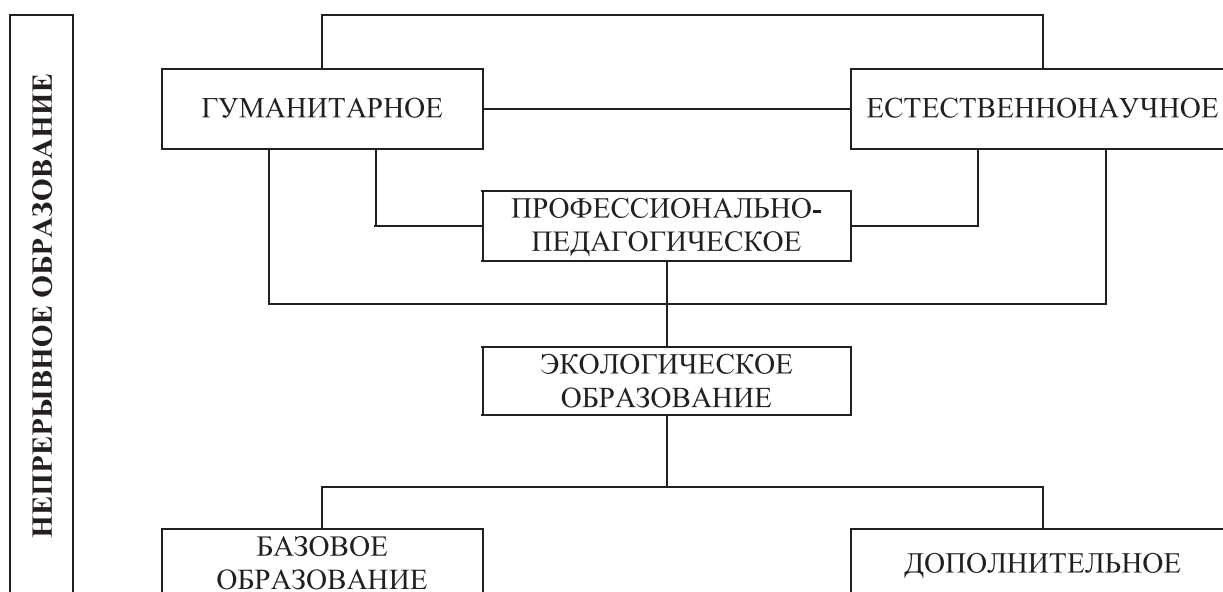 НЕПРЕРЫВНОЕ ОБРАЗОВАНИЕ
ГУМАНИТАРНОЕ
ЕСТЕСТВЕННОНАУЧНОЕ
ПРОФЕССИОНАЛЬНО-
ПЕДАГОГИЧЕСКОЕ
ЭКОЛОГИЧЕСКОЕ
ОБРАЗОВАНИЕ
БАЗОВОЕ
ОБРАЗОВАНИЕ
ДОПОЛНИТЕЛЬНОЕ